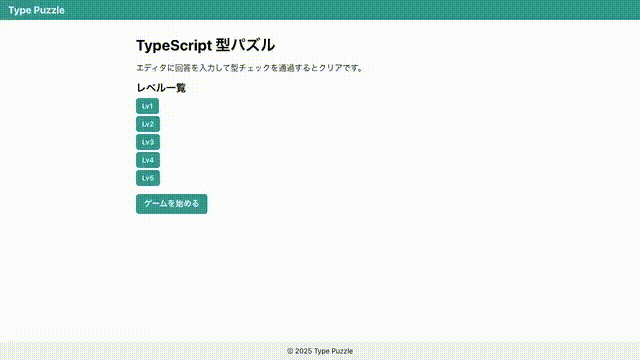 Type Puzzle
TypeScript 型パズル
エディタに回答を入力して型チェックを通過するとクリアです。
レベル一覧
Lv1
Lv2
Lv3
Lv4
Lv5
ゲームを始める
© 2025 Type Puzzle